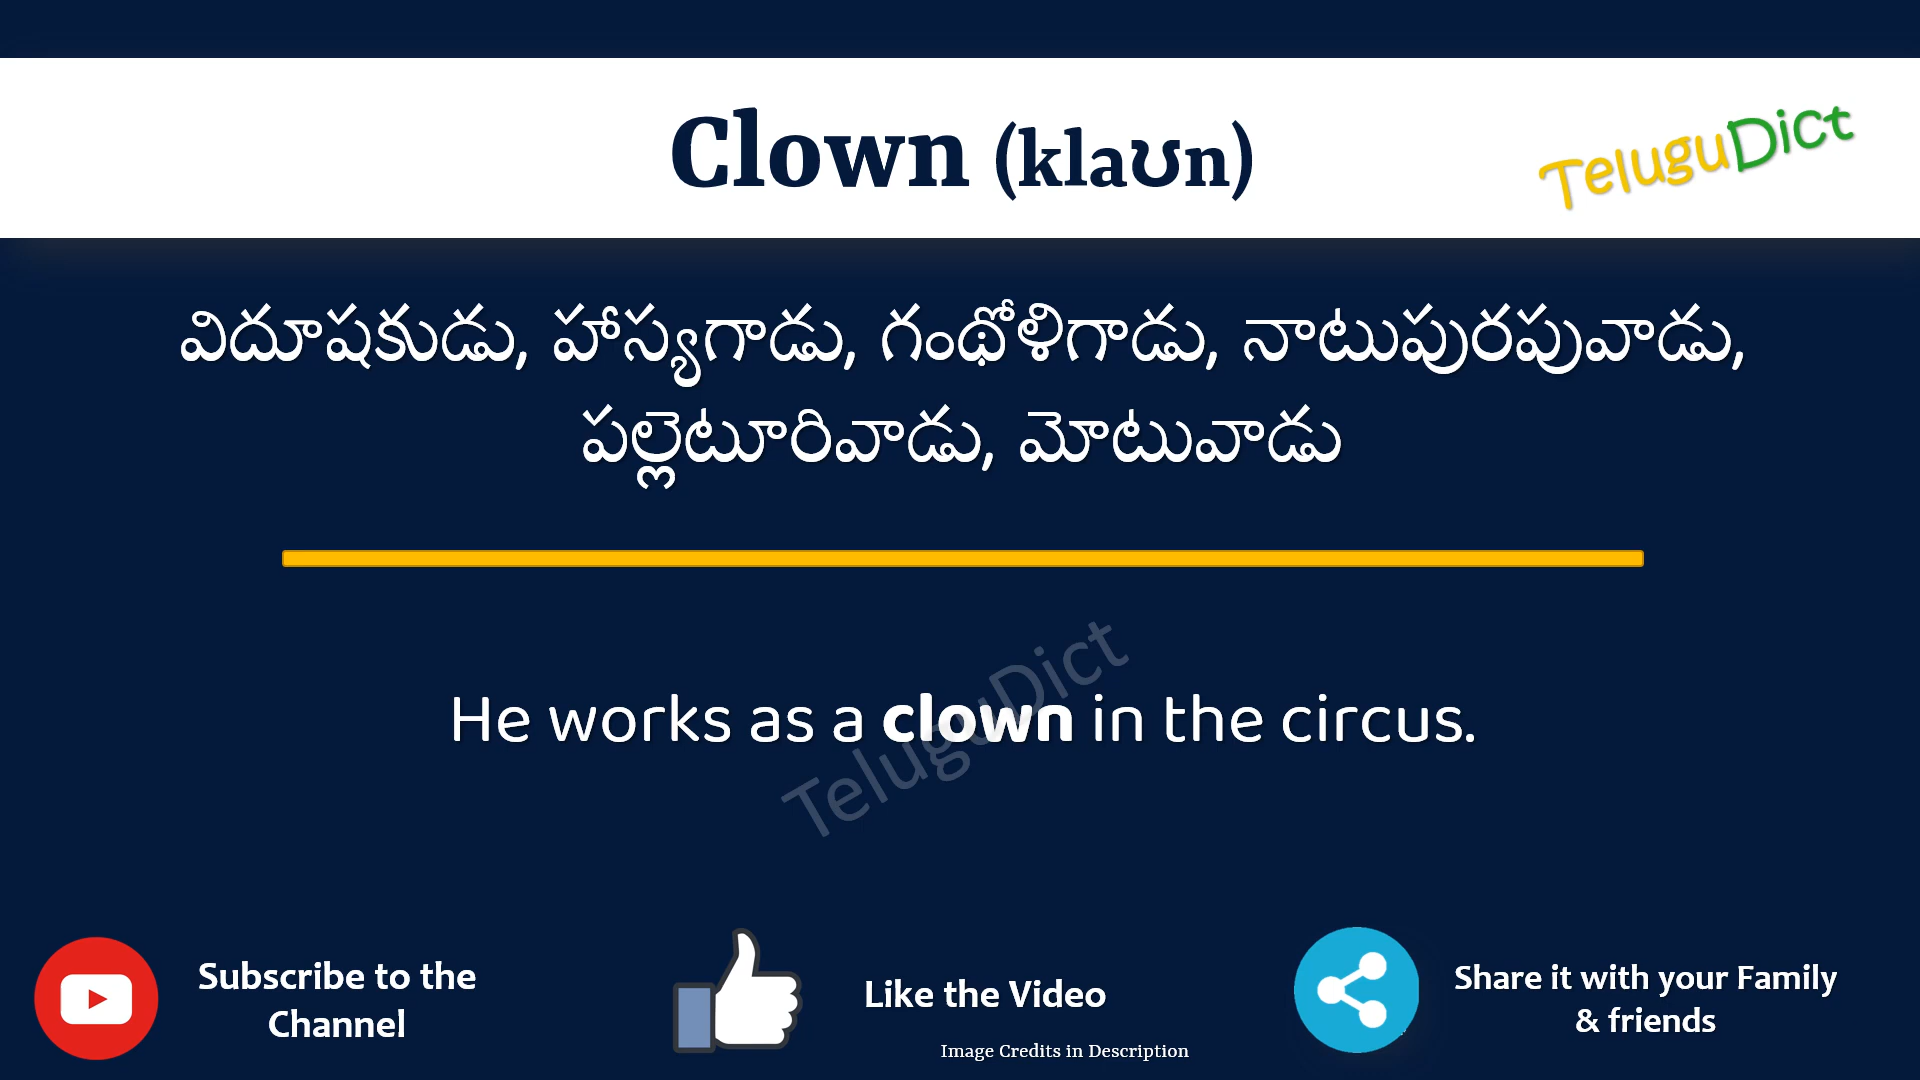 Clown (klaʊn)
TeluguDict
విదూషకుడు, హాస్యగాడు, గంథోళిగాడు, నాటుపురపువాడు,
పల్లెటూరివాడు, మోటువాడు
He works as a clown in the circus.
TeluguDict
Subscribe to the
Channel
Like the Video
Share it with your Family
& friends
Image Credits in Description